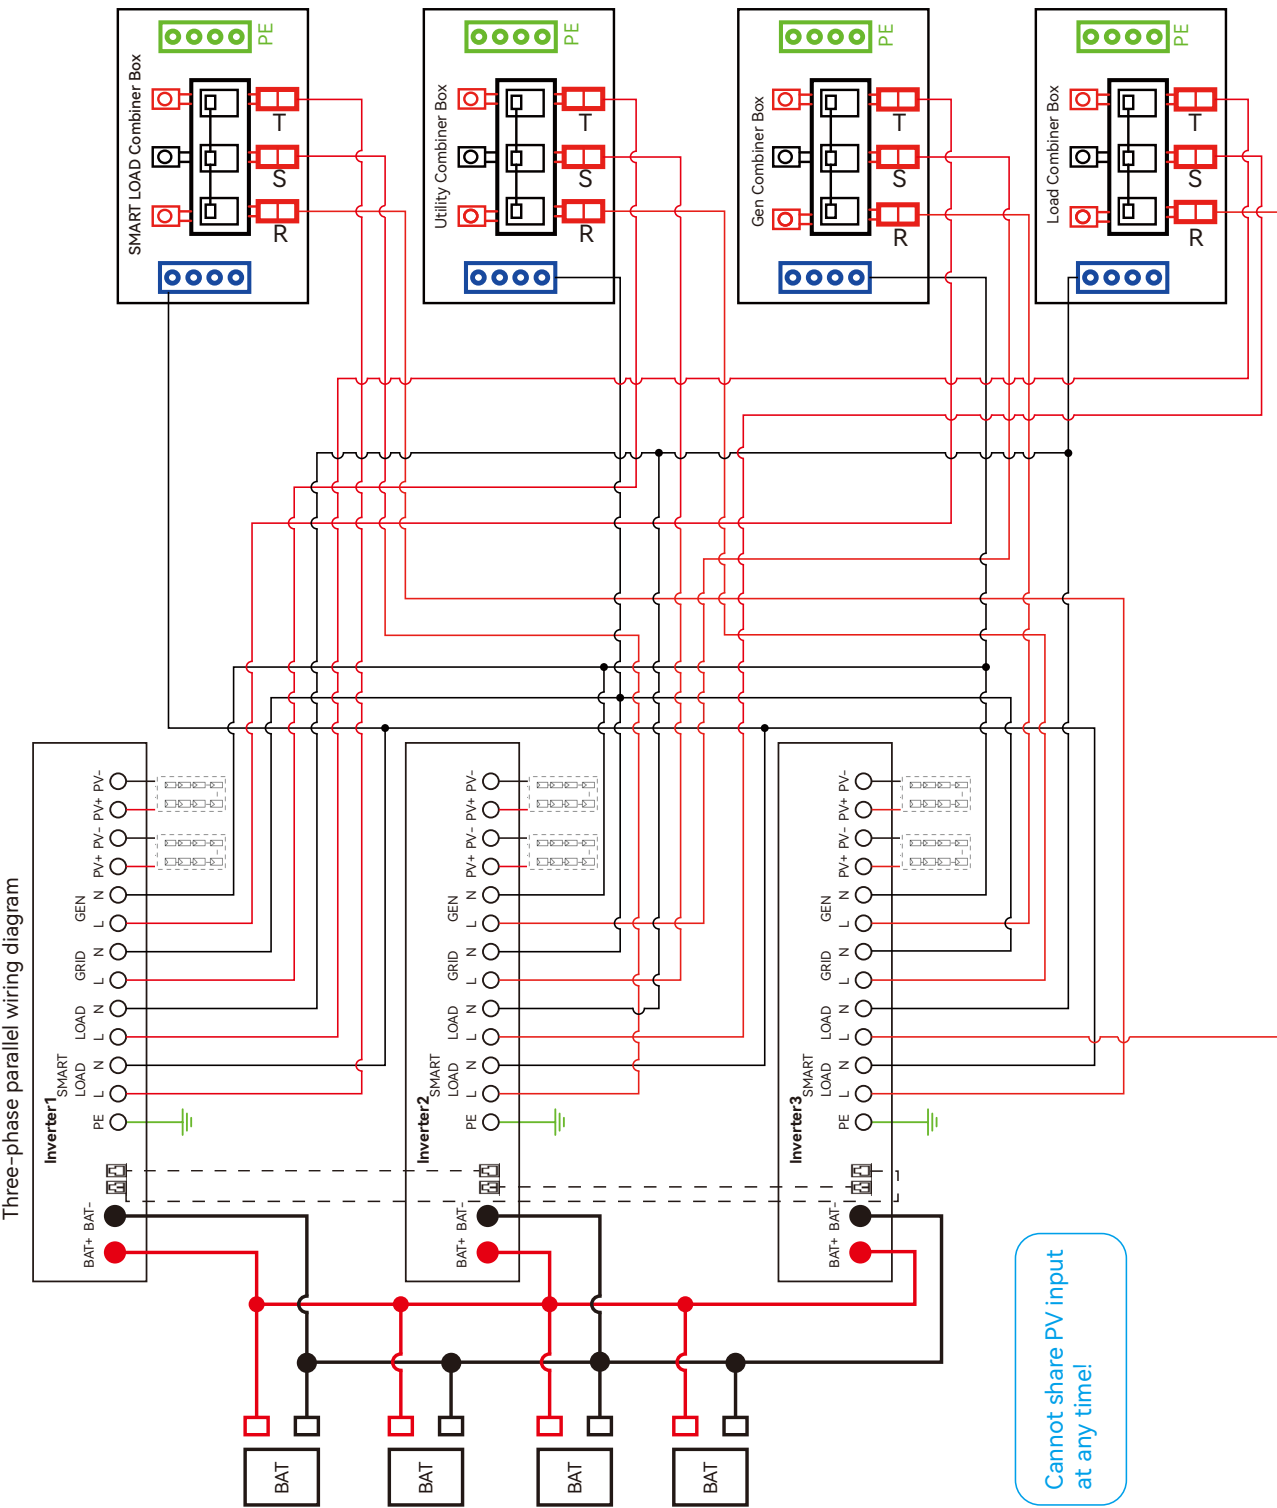 Three-phase parallel wiring diagram
SMART LOAD Combiner Box
PE
T
S
R
Utility Combiner Box
PE
T
S
R
Gen Combiner Box
PE
T
S
R
Load Combiner Box
PE
T
S
R
Inverter1
BAT+ BAT-
PE
SMART
LOAD
L N
LOAD
L N
GRID
L N
GEN
L N
PV+ PV- PV+ PV-
Inverter2
BAT+ BAT-
PE
SMART
LOAD
L N
LOAD
L N
GRID
L N
GEN
L N
PV+ PV- PV+ PV-
Inverter3
BAT+ BAT-
PE
SMART
LOAD
L N
LOAD
L N
GRID
L N
GEN
L N
PV+ PV- PV+ PV-
BAT
BAT
BAT
BAT
Cannot share PV input
at any time!